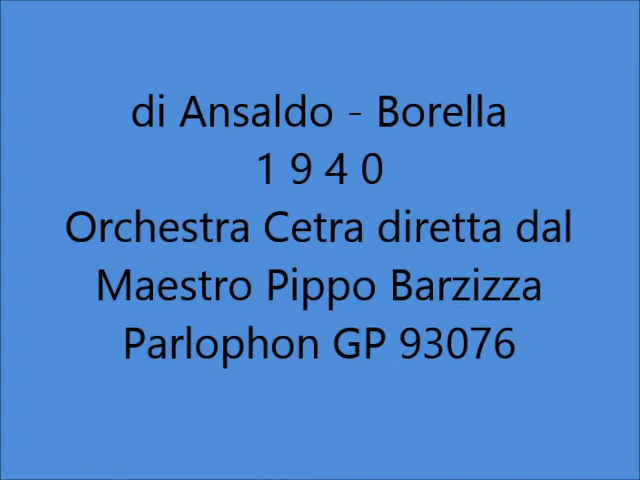 di Ansaldo - Borella
1 9 4 0
Orchestra Cetra diretta dal
Maestro Pippo Barzizza
Parlophon GP 93076